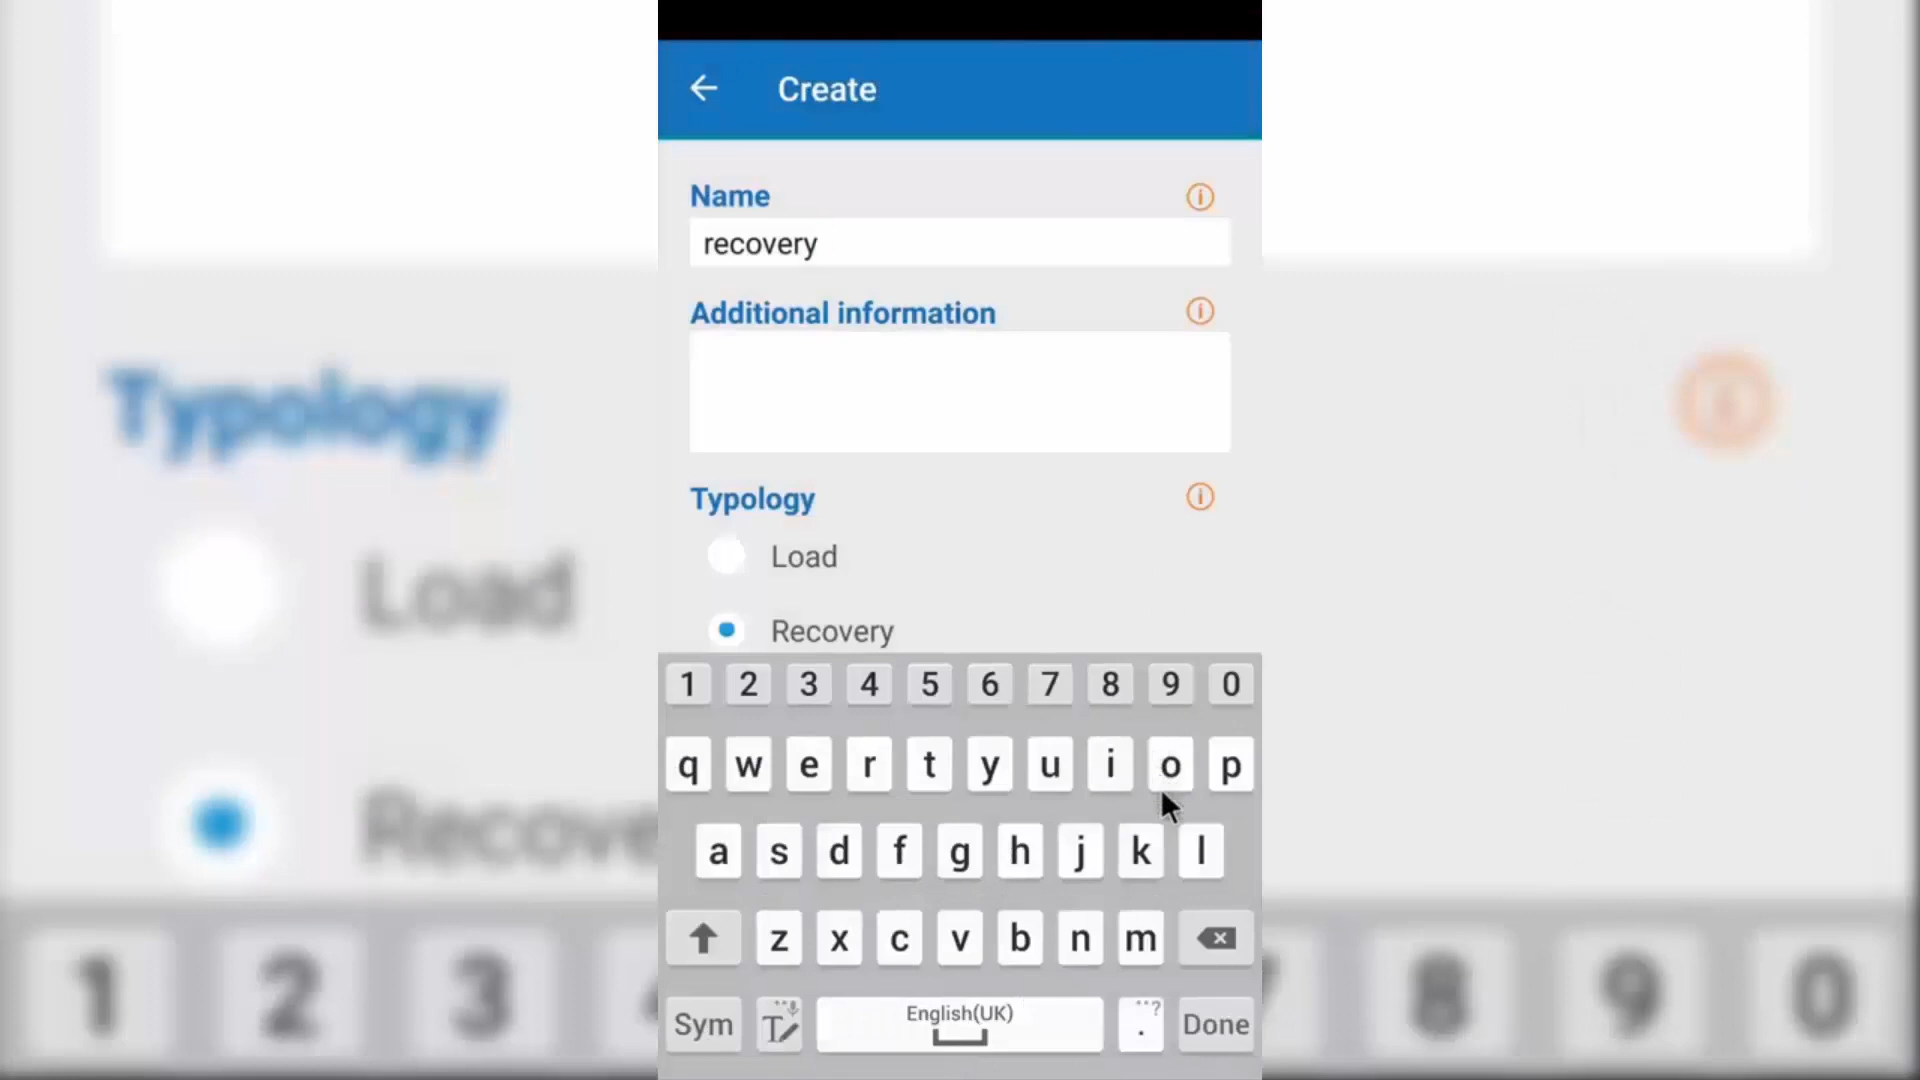 Create
Name
recovery
Additional information
Typology
Load
Recovery
1 2 3 4 5 6 7 8 9 0
q w e r t y u i o p
a s d f g h j k l
z x c v b n m
Sym T English(UK) . ...? Done
Typology
Load
Recove
1 2 3 8 9 0